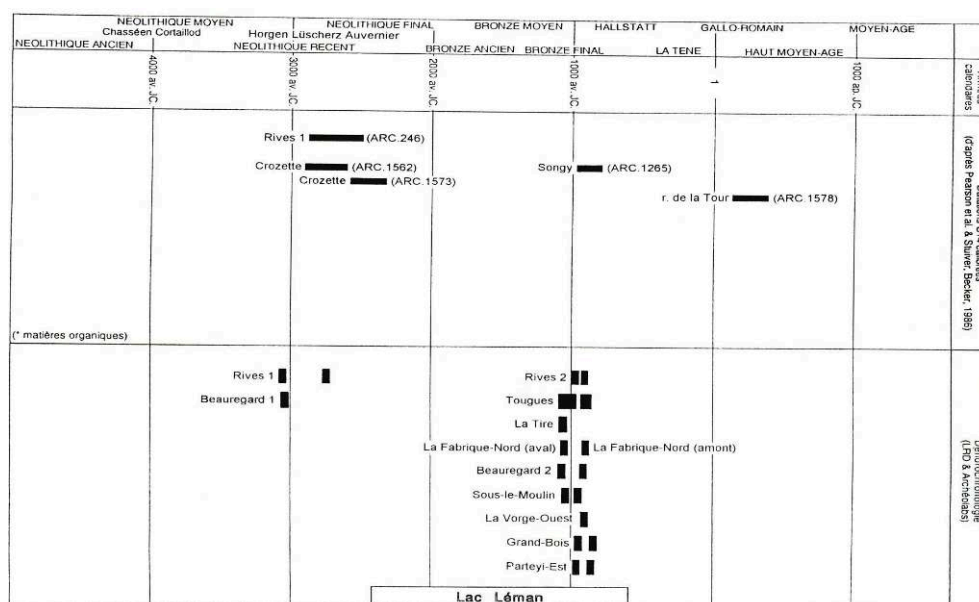 NEOLITHIQUE MOYEN NEOLITHIQUE FINAL BRONZE MOYEN HALLSTATT GALLO-ROMAIN MOYEN-AGE
Chasséen Cortaillod Horgen Lüscherz Auvernier
NEOLITHIQUE ANCIEN NEOLITHIQUE RECENT BRONZE ANCIEN BRONZE FINAL LA TENE HAUT MOYEN-AGE
4000 av. JC
3000 av. JC
2000 av. JC
1000 av. JC
1
1000 ap.JC
calendaires
Rives 1 (ARC.246)
Crozette (ARC.1562) Songy (ARC.1265)
Crozette (ARC.1573)
r. de la Tour (ARC.1578)
(d'après Pearson et al. & Stuiver, Becker, 1986)
(* matières organiques)
Rives 1 Rives 2
Beauregard 1 Tougues
La Tire
La Fabrique-Nord (aval) La Fabrique-Nord (amont)
Beauregard 2
Sous-le-Moulin
La Vorge-Ouest
Grand-Bois
Parteyi-Est
Dendrochronologie
(LRD & Archéolabs)
Lac Léman